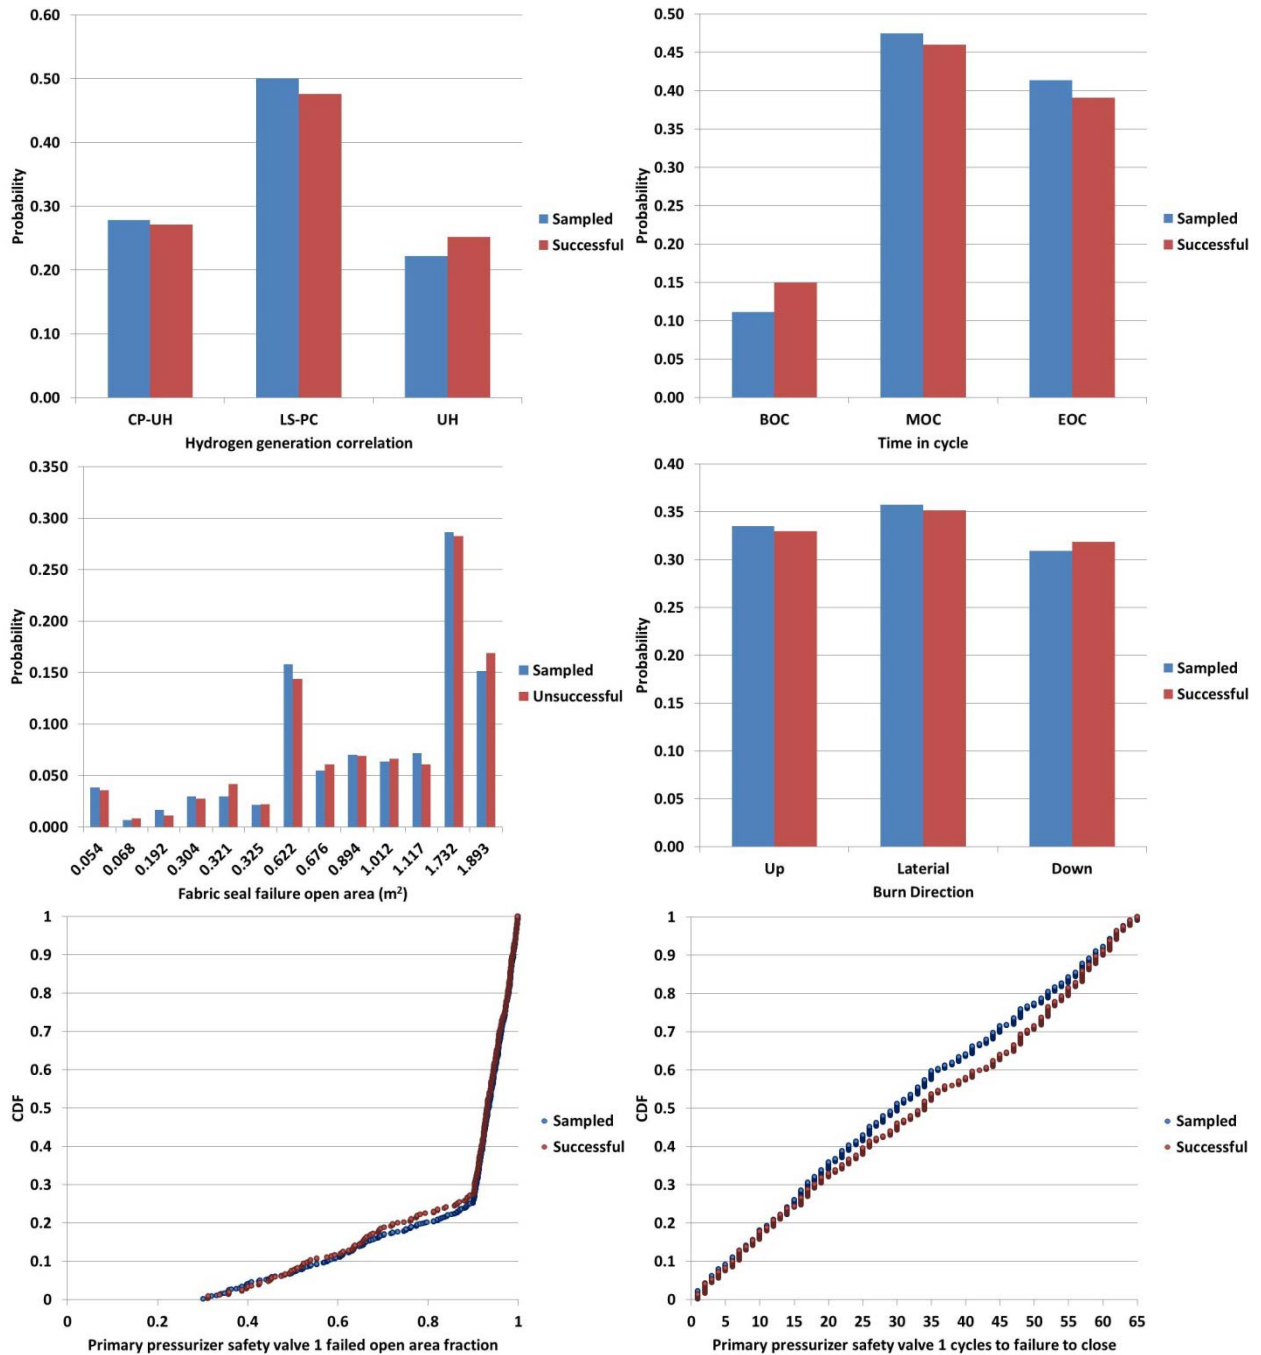 0.60
0.50
0.40
0.30
0.20
0.10
0.00
Probability
CP-UH LS-PC UH
Hydrogen generation correlation
Sampled
Successful
0.50
0.45
0.40
0.35
0.30
0.25
0.20
0.15
0.10
0.05
0.00
Probability
BOC MOC EOC
Time in cycle
Sampled
Successful
0.350
0.300
0.250
0.200
0.150
0.100
0.050
0.000
Probability
0.054 0.068 0.192 0.304 0.321 0.325 0.622 0.676 0.894 1.012 1.117 1.732 1.893
Fabric seal failure open area (m²)
Sampled
Unsuccessful
0.40
0.35
0.30
0.25
0.20
0.15
0.10
0.05
0.00
Probability
Up Laterial Down
Burn Direction
Sampled
Successful
1
0.9
0.8
0.7
0.6
0.5
0.4
0.3
0.2
0.1
0
CDF
0 0.2 0.4 0.6 0.8 1
Primary pressurizer safety valve 1 failed open area fraction
Sampled
Successful
1
0.9
0.8
0.7
0.6
0.5
0.4
0.3
0.2
0.1
0
CDF
0 5 10 15 20 25 30 35 40 45 50 55 60 65
Primary pressurizer safety valve 1 cycles to failure to close
Sampled
Successful